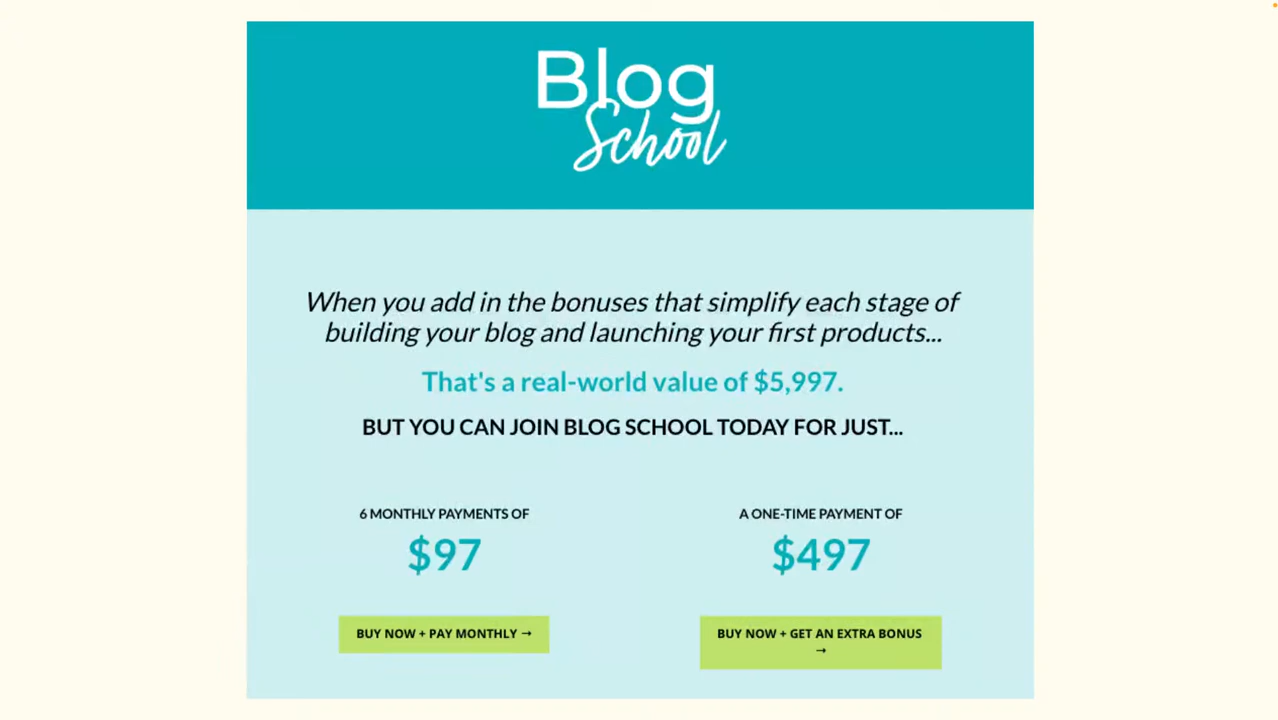 Blog
School
When you add in the bonuses that simplify each stage of
building your blog and launching your first products...
That's a real-world value of $5,997.
BUT YOU CAN JOIN BLOG SCHOOL TODAY FOR JUST...
6 MONTHLY PAYMENTS OF
$97
BUY NOW + PAY MONTHLY →
A ONE-TIME PAYMENT OF
$497
BUY NOW + GET AN EXTRA BONUS
→